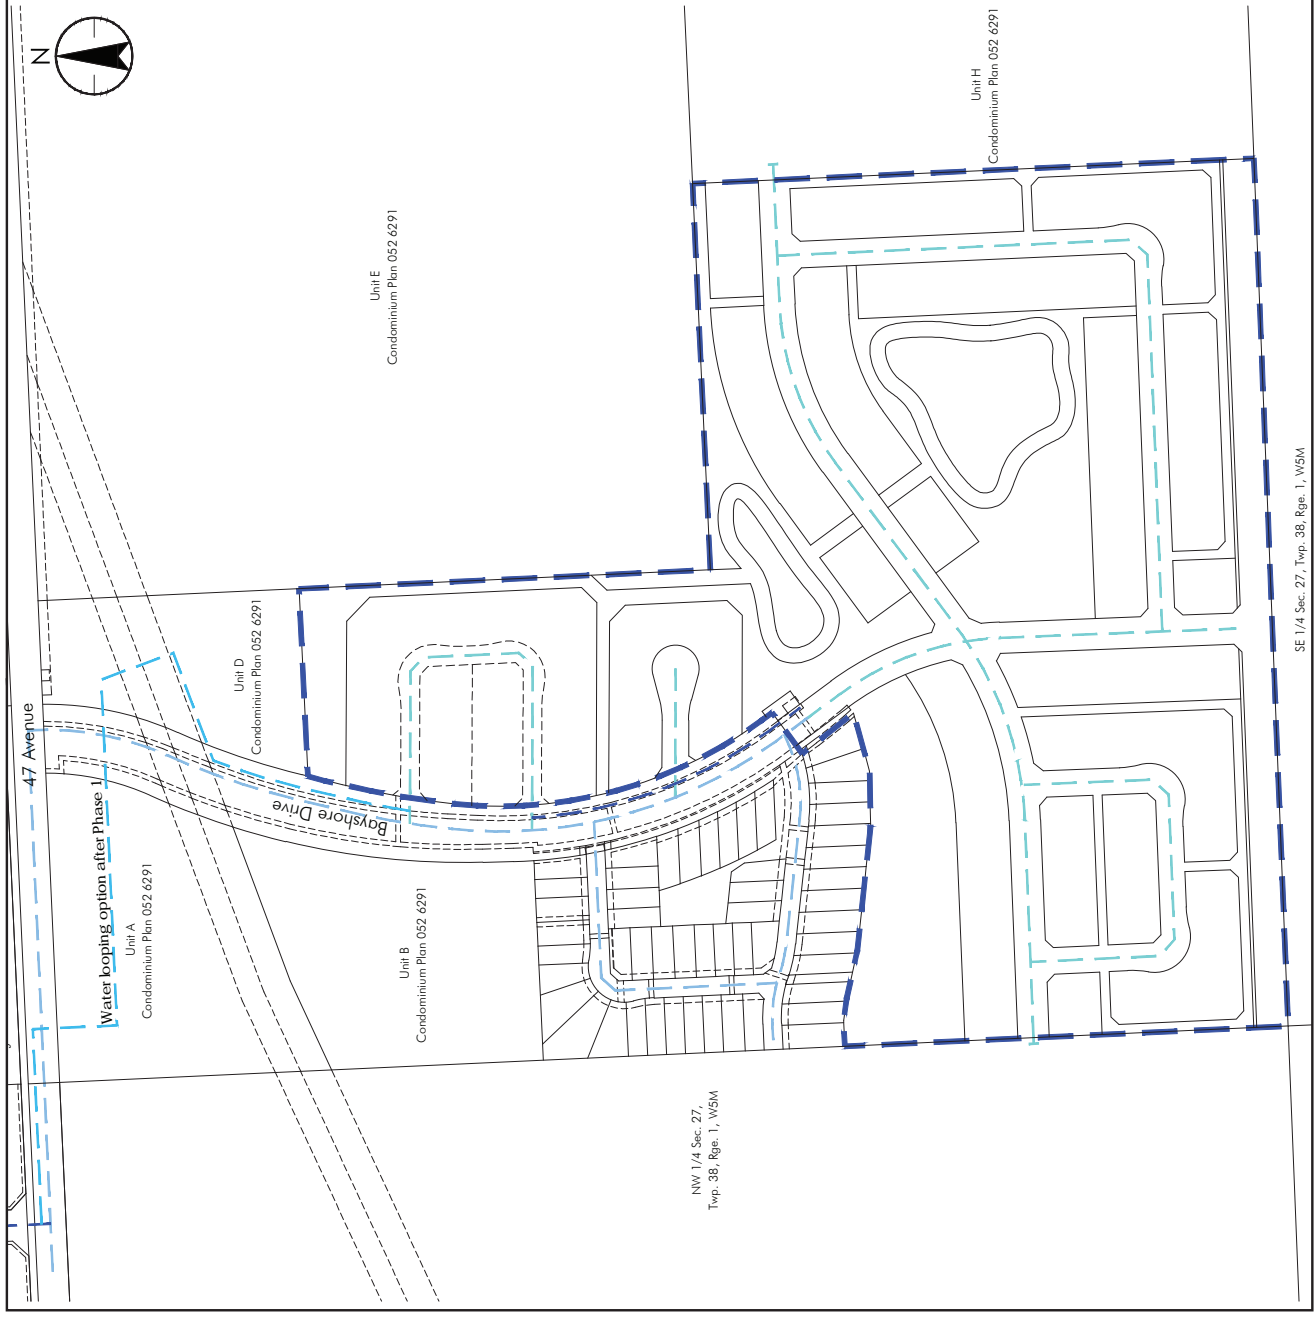 N
47 Avenue
Water looping option after Phase 1
Unit A
Condominium Plan 052 6291
Unit D
Condominium Plan 052 6291
Bayshore Drive
Unit E
Condominium Plan 052 6291
Unit B
Condominium Plan 052 6291
NW 1/4 Sec. 27,
Twp. 38, Rge. 1, W5M
Unit H
Condominium Plan 052 6291
SE 1/4 Sec. 27, Twp. 38, Rge. 1, W5M